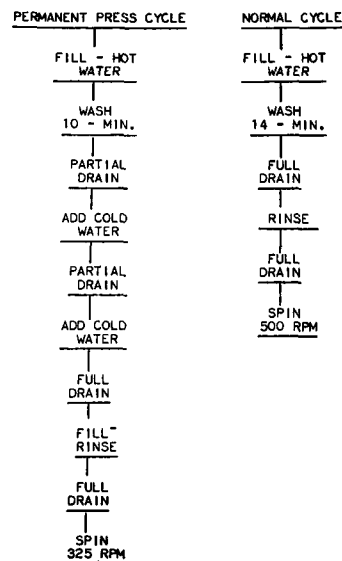 PERMANENT PRESS CYCLE
FILL - HOT
WATER
WASH
10 - MIN.
PARTIAL
DRAIN
ADD COLD
WATER
PARTIAL
DRAIN
ADD COLD
WATER
FULL
DRAIN
FILL-
RINSE
FULL
DRAIN
SPIN
325 RPM
NORMAL CYCLE
FILL - HOT
WATER
WASH
14 - MIN.
FULL
DRAIN
RINSE
FULL
DRAIN
SPIN
500 RPM